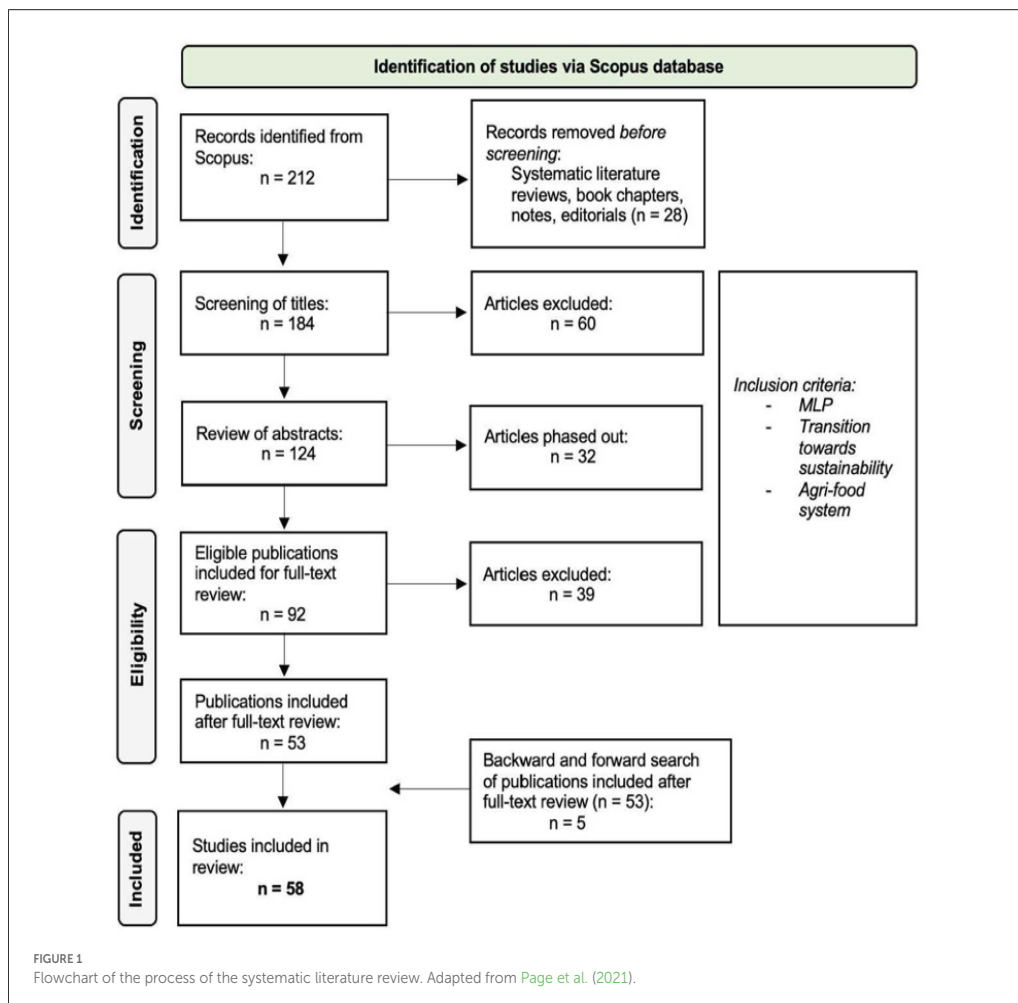 Identification of studies via Scopus database
Identification
Records identified from
Scopus:
n = 212
Records removed before
screening:
Systematic literature
reviews, book chapters,
notes, editorials (n = 28)
Screening
Screening of titles:
n = 184
Articles excluded:
n = 60
Inclusion criteria:
- MLP
- Transition
towards
sustainability
- Agri-food
system
Review of abstracts:
n = 124
Articles phased out:
n = 32
Eligibility
Eligible publications
included for full-text
review:
n = 92
Articles excluded:
n = 39
Publications included
after full-text review:
n = 53
Backward and forward search
of publications included after
full-text review (n = 53):
n = 5
Included
Studies included in
review:
n = 58
FIGURE 1
Flowchart of the process of the systematic literature review. Adapted from Page et al. (2021).